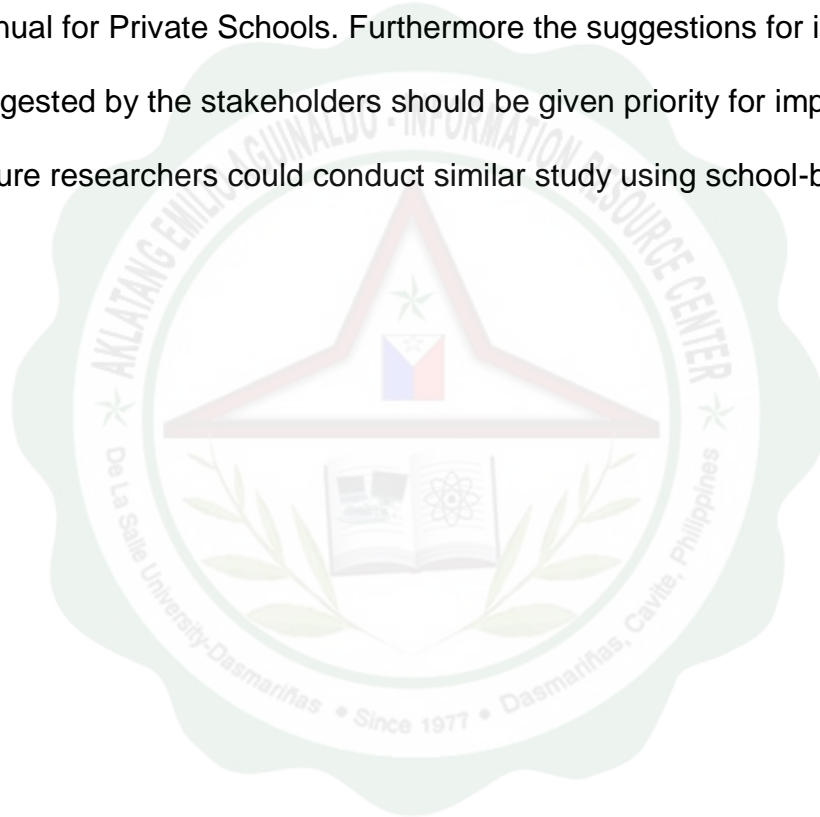 nual for Private Schools. Furthermore the suggestions for i
gested by the stakeholders should be given priority for imp
ure researchers could conduct similar study using school-b
AKLATANG EMILIO AGUINALDO - INFORMATION RESOURCE CENTER
De La Salle University-Dasmariñas • Since 1977 • Dasmariñas, Cavite, Philippines